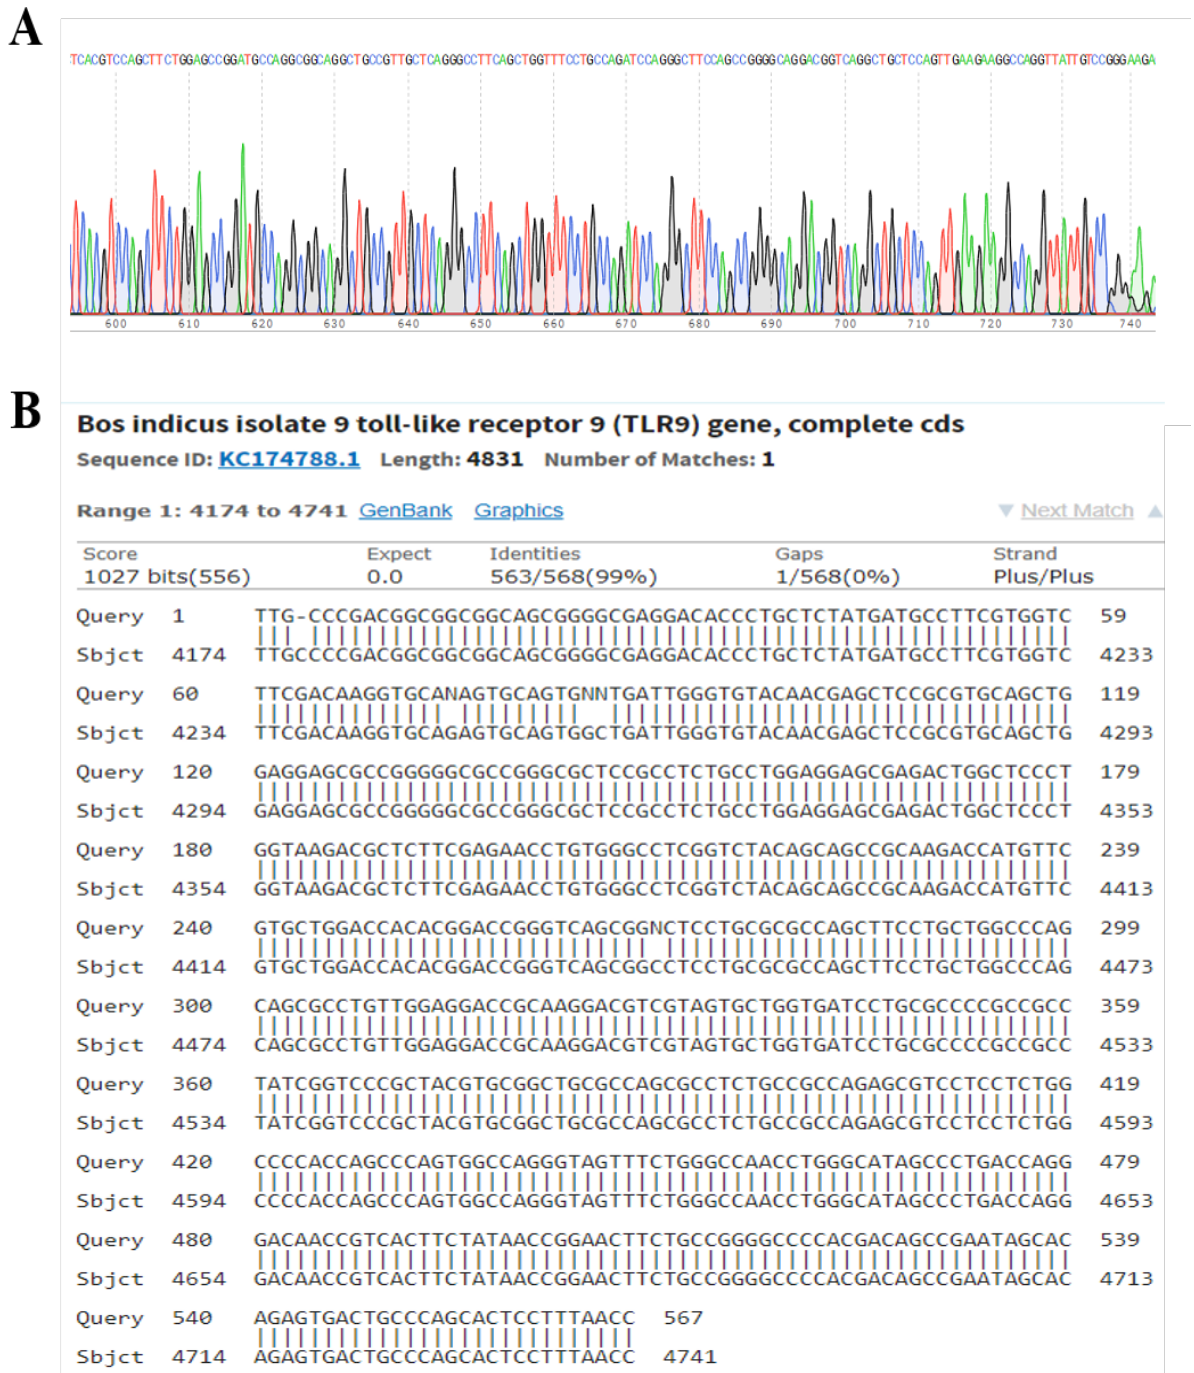 A
TCACGTCCAGCTTCTGGAGCCGGATGCCAGGCGGCAGGCTGCCGTTGCTCAGGGCCTTCAGCTGGTTTCCTGCCAGATCCAGGGCTTCCAGCCGGGGCAGGACGGTCAGGCTGCTCCAGTTGAAGAAGGCCAGGTTATTGTCCGGGAAGA
600 610 620 630 640 650 660 670 680 690 700 710 720 730 740
B
Bos indicus isolate 9 toll-like receptor 9 (TLR9) gene, complete cds
Sequence ID: KC174788.1 Length: 4831 Number of Matches: 1
Range 1: 4174 to 4741 GenBank Graphics ▼ Next Match ▲
Score Expect Identities Gaps Strand
1027 bits(556) 0.0 563/568(99%) 1/568(0%) Plus/Plus
Query 1 TTG-CCCGACGGCGGCGGCAGCGGGGCGAGGACACCCTGCTCTATGATGCCTTCGTGGTC 59
Sbjct 4174 TTGCCCCGACGGCGGCGGCAGCGGGGCGAGGACACCCTGCTCTATGATGCCTTCGTGGTC 4233
Query 60 TTCGACAAGGTGCANAGTGCAGTGNNTGATTGGGTGTACAACGAGCTCCGCGTGCAGCTG 119
Sbjct 4234 TTCGACAAGGTGCAGAGTGCAGTGGCTGATTGGGTGTACAACGAGCTCCGCGTGCAGCTG 4293
Query 120 GAGGAGCGCCGGGGGCGCCGGGCGCTCCGCCTCTGCCTGGAGGAGCGAGACTGGCTCCCT 179
Sbjct 4294 GAGGAGCGCCGGGGGCGCCGGGCGCTCCGCCTCTGCCTGGAGGAGCGAGACTGGCTCCCT 4353
Query 180 GGTAAGACGCTCTTCGAGAACCTGTGGGCCTCGGTCTACAGCAGCCGCAAGACCATGTTC 239
Sbjct 4354 GGTAAGACGCTCTTCGAGAACCTGTGGGCCTCGGTCTACAGCAGCCGCAAGACCATGTTC 4413
Query 240 GTGCTGGACCACACGGACCGGGTCAGCGGNCTCCTGCGCGCCAGCTTCCTGCTGGCCCAG 299
Sbjct 4414 GTGCTGGACCACACGGACCGGGTCAGCGGCCTCCTGCGCGCCAGCTTCCTGCTGGCCCAG 4473
Query 300 CAGCGCCTGTTGGAGGACCGCAAGGACGTCGTAGTGCTGGTGATCCTGCGCCCCGCCGCC 359
Sbjct 4474 CAGCGCCTGTTGGAGGACCGCAAGGACGTCGTAGTGCTGGTGATCCTGCGCCCCGCCGCC 4533
Query 360 TATCGGTCCCGCTACGTGCGGCTGCGCCAGCGCCTCTGCCGCCAGAGCGTCCTCCTCTGG 419
Sbjct 4534 TATCGGTCCCGCTACGTGCGGCTGCGCCAGCGCCTCTGCCGCCAGAGCGTCCTCCTCTGG 4593
Query 420 CCCCACCAGCCCAGTGGCCAGGGTAGTTTCTGGGCCAACCTGGGCATAGCCCTGACCAGG 479
Sbjct 4594 CCCCACCAGCCCAGTGGCCAGGGTAGTTTCTGGGCCAACCTGGGCATAGCCCTGACCAGG 4653
Query 480 GACAACCGTCACTTCTATAACCGGAACTTCTGCCGGGGCCCCACGACAGCCGAATAGCAC 539
Sbjct 4654 GACAACCGTCACTTCTATAACCGGAACTTCTGCCGGGGCCCCACGACAGCCGAATAGCAC 4713
Query 540 AGAGTGACTGCCCAGCACTCCTTTAACC 567
Sbjct 4714 AGAGTGACTGCCCAGCACTCCTTTAACC 4741